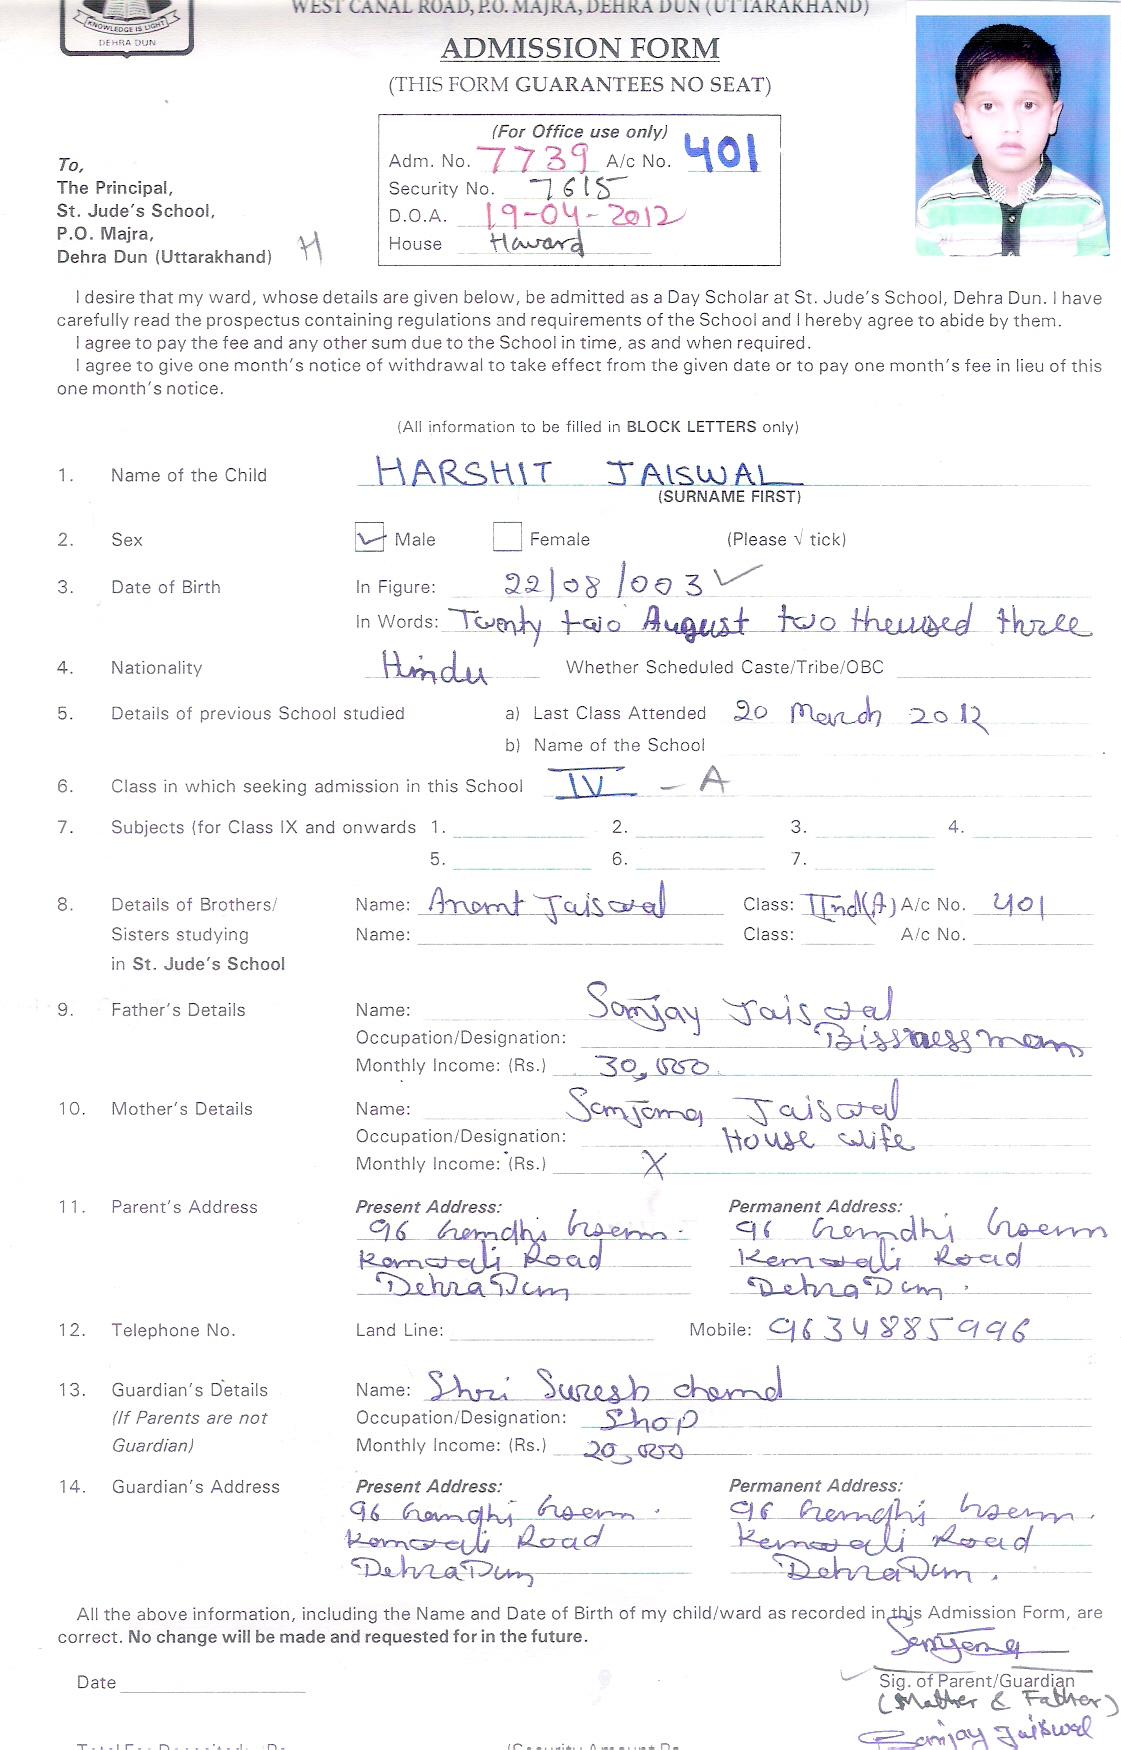 KNOWLEDGE IS LIGHT
DEHRA DUN
WEST CANAL ROAD, P.O. MAJRA, DEHRA DUN (UTTARAKHAND)
ADMISSION FORM
(THIS FORM GUARANTEES NO SEAT)
(For Office use only)
Adm. No. 7739 A/c No. 401
Security No. 7615
D.O.A. 19-04-2012
House Haward
To,
The Principal,
St. Jude's School,
P.O. Majra,
Dehra Dun (Uttarakhand) H
I desire that my ward, whose details are given below, be admitted as a Day Scholar at St. Jude's School, Dehra Dun. I have
carefully read the prospectus containing regulations and requirements of the School and I hereby agree to abide by them.
I agree to pay the fee and any other sum due to the School in time, as and when required.
I agree to give one month's notice of withdrawal to take effect from the given date or to pay one month's fee in lieu of this
one month's notice.
(All information to be filled in BLOCK LETTERS only)
1. Name of the Child HARSHIT JAISWAL
(SURNAME FIRST)
2. Sex Male Female (Please √ tick)
3. Date of Birth In Figure: 22/08/003
In Words: Twenty two August two theused three
4. Nationality Hindu Whether Scheduled Caste/Tribe/OBC
5. Details of previous School studied a) Last Class Attended 20 March 2012
b) Name of the School
6. Class in which seeking admission in this School IV - A
7. Subjects (for Class IX and onwards 1. 2. 3. 4.
5. 6. 7.
8. Details of Brothers/ Name: Anamt Jaiswal Class: IInd(A) A/c No. 401
Sisters studying Name: Class: A/c No.
in St. Jude's School
9. Father's Details Name: Sanjay Jaiswal
Occupation/Designation: Bissnessman
Monthly Income: (Rs.) 30,000
10. Mother's Details Name: Sanjana Jaiswal
Occupation/Designation: House wife
Monthly Income: (Rs.) X
11. Parent's Address Present Address: Permanent Address:
96 Gandhi Gram 96 Gandhi Gram
Kanwali Road Kanwali Road
DehraDun DehraDun.
12. Telephone No. Land Line: Mobile: 9634885996
13. Guardian's Details Name: Shri Suresh chand
(If Parents are not Occupation/Designation: Shop
Guardian) Monthly Income: (Rs.) 20,000
14. Guardian's Address Present Address: Permanent Address:
96 Gandhi Gram. 96 Gandhi Gram.
Kanwali Road Kanwali Road
DehraDun DehraDun.
All the above information, including the Name and Date of Birth of my child/ward as recorded in this Admission Form, are
correct. No change will be made and requested for in the future.
Sanjana
Date Sig. of Parent/Guardian
(Mother & Father)
Sanjay Jaiswal